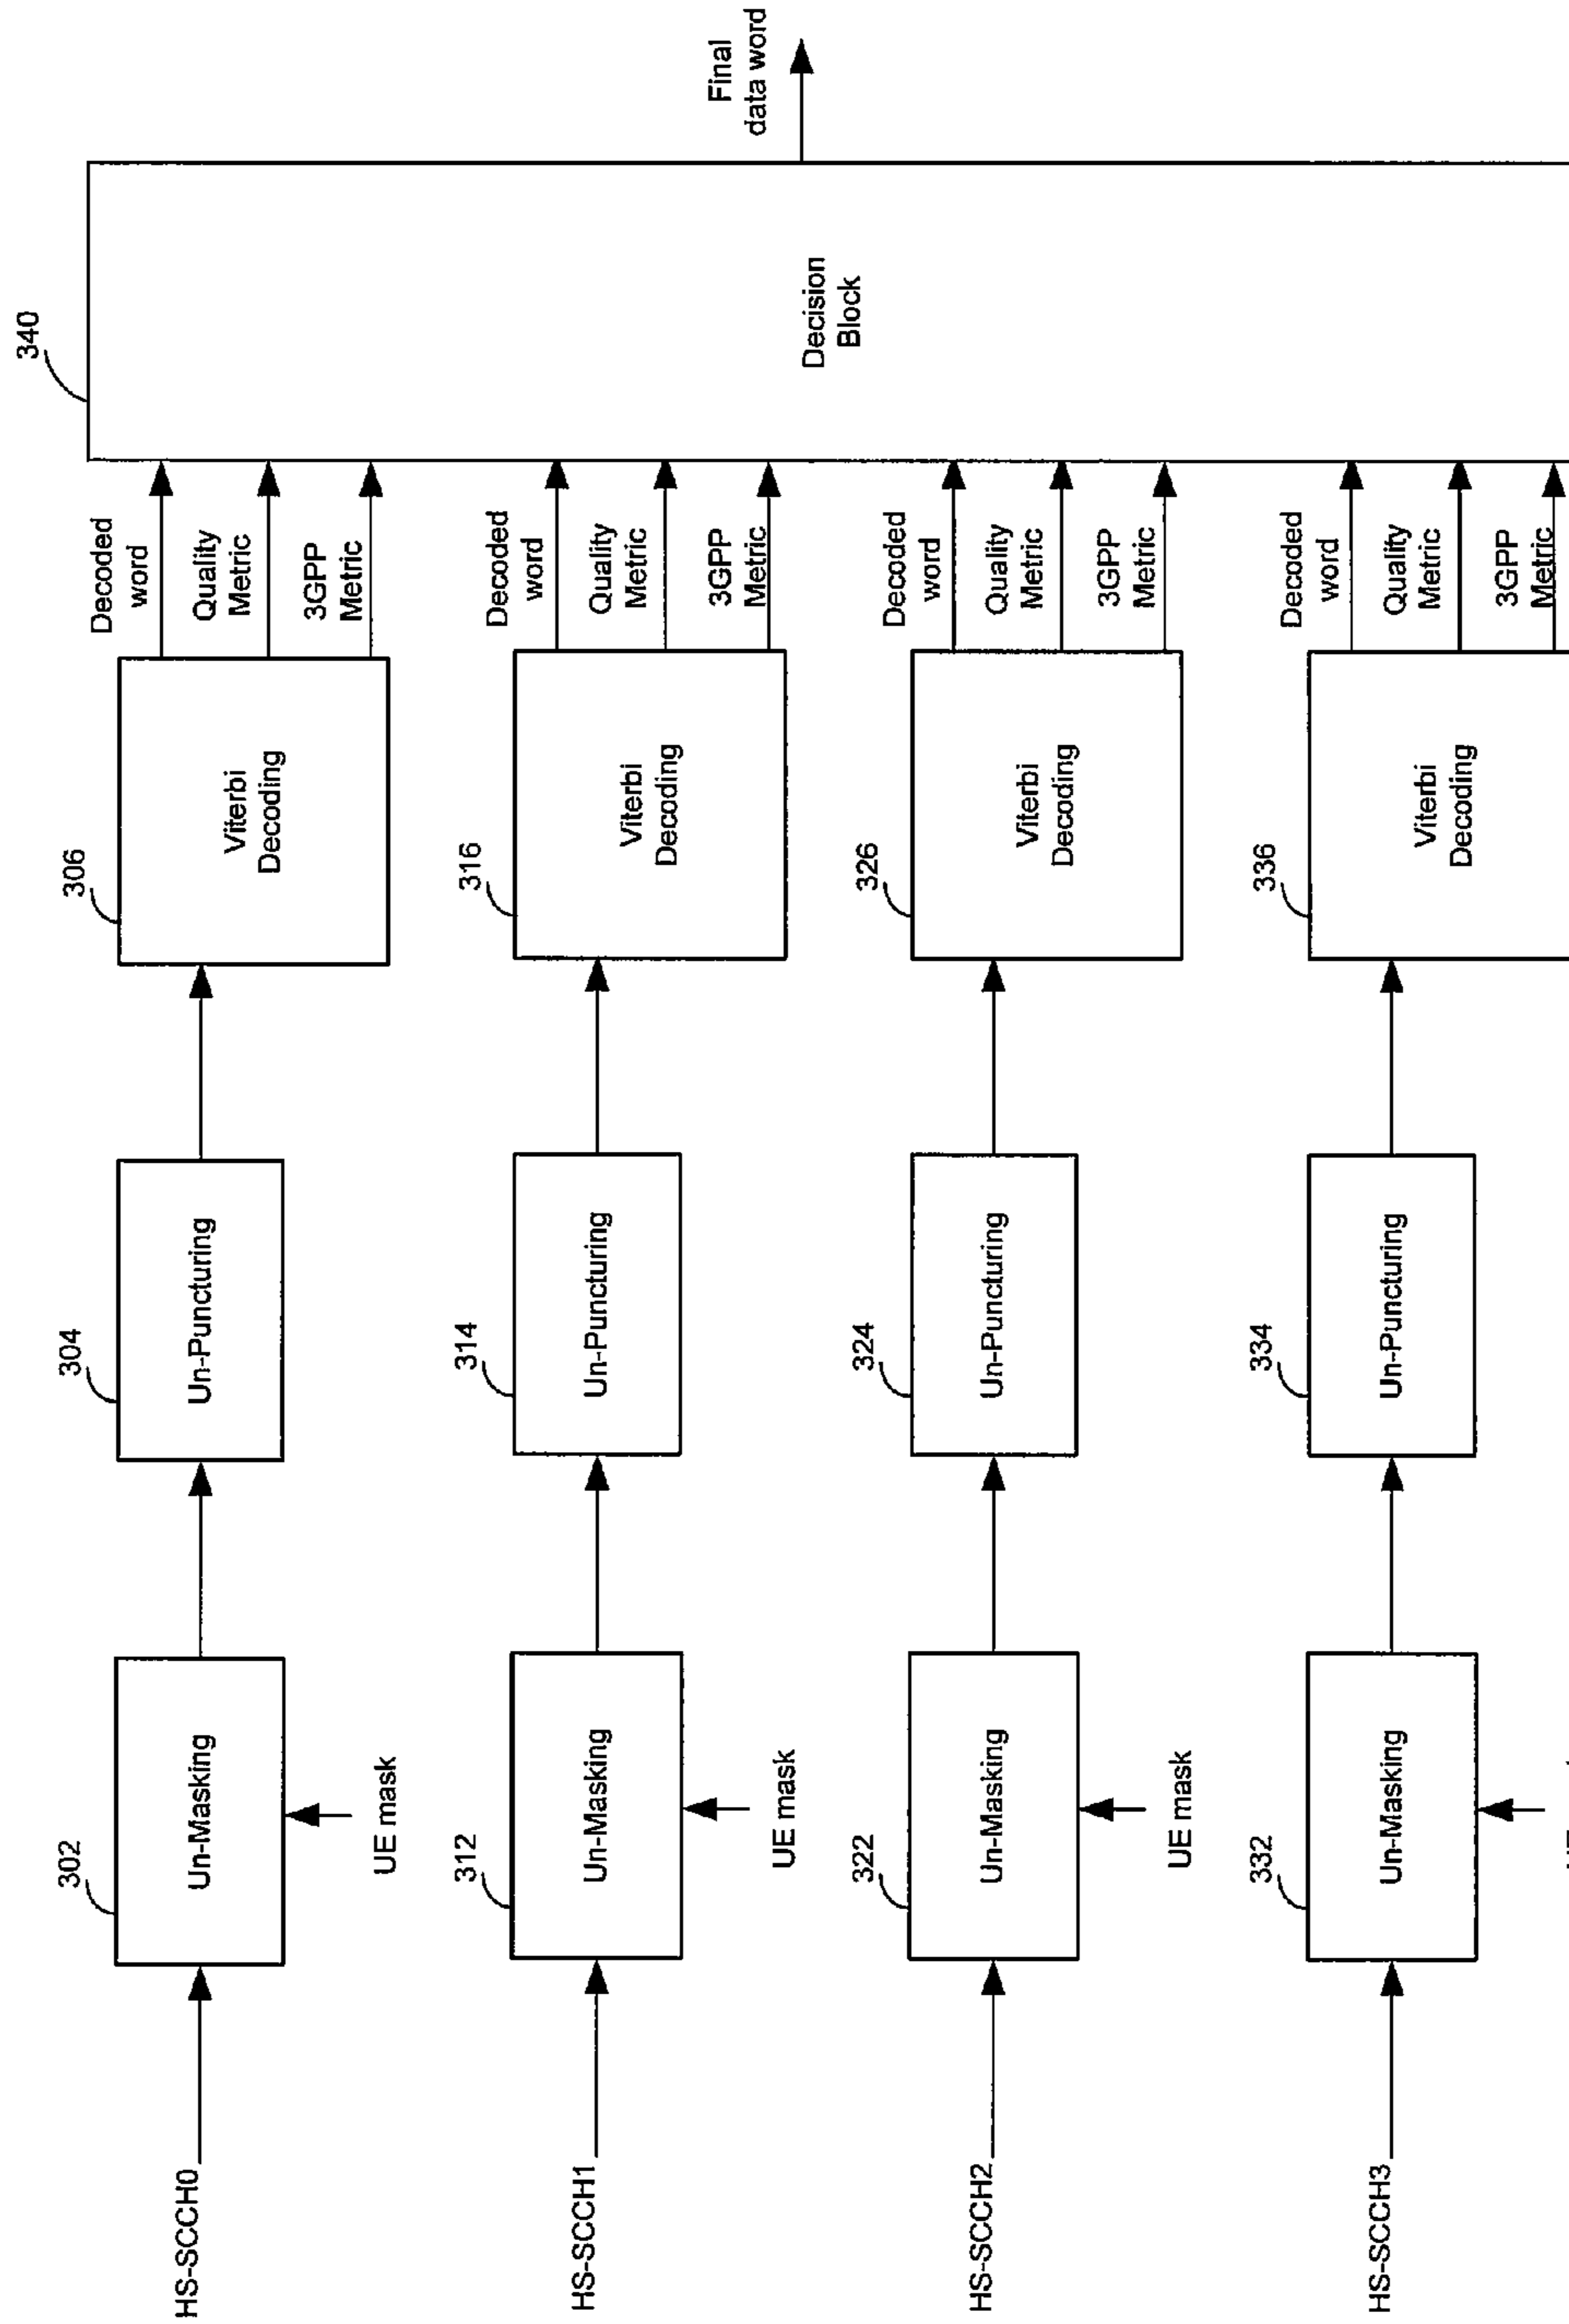 HS-SCCH0
302
Un-Masking
UE mask
304
Un-Puncturing
306
Viterbi
Decoding
Decoded
word
Quality
Metric
3GPP
Metric
HS-SCCH1
312
Un-Masking
UE mask
314
Un-Puncturing
316
Viterbi
Decoding
Decoded
word
Quality
Metric
3GPP
Metric
HS-SCCH2
322
Un-Masking
UE mask
324
Un-Puncturing
326
Viterbi
Decoding
Decoded
word
Quality
Metric
3GPP
Metric
HS-SCCH3
332
Un-Masking
334
Un-Puncturing
336
Viterbi
Decoding
Decoded
word
Quality
Metric
3GPP
Metric
340
Decision
Block
Final
data word